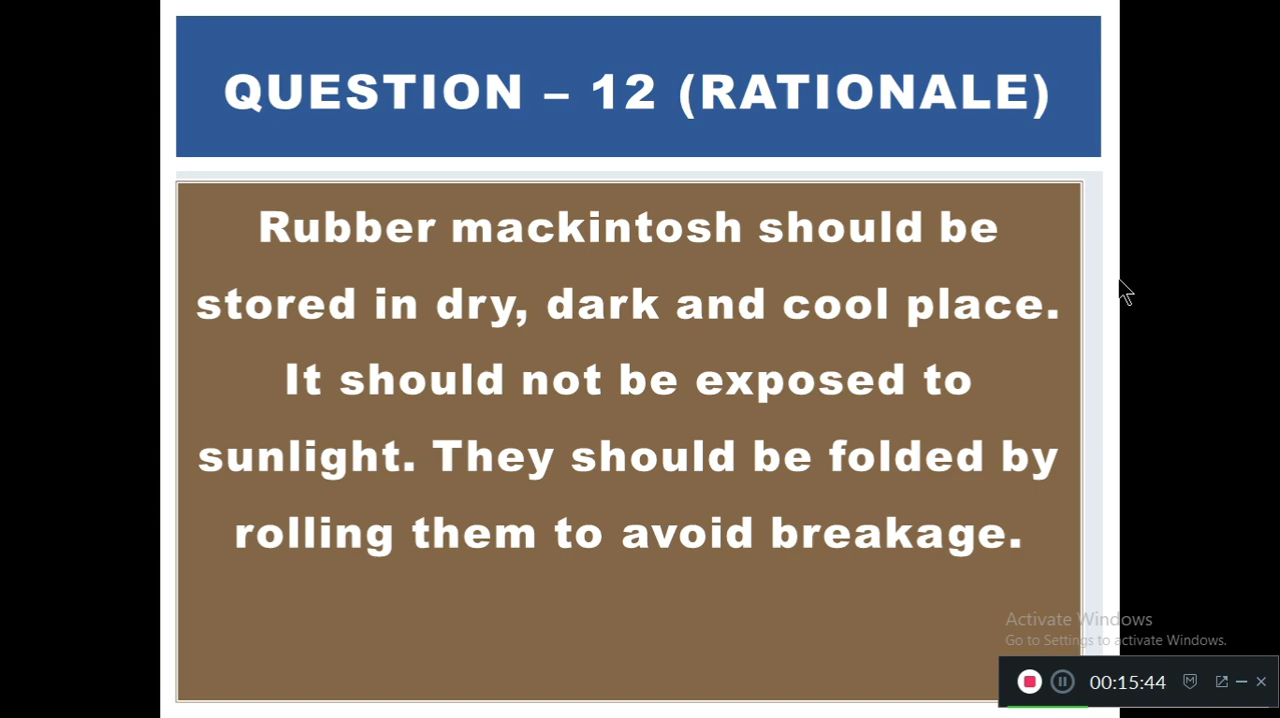 QUESTION – 12 (RATIONALE)
Rubber mackintosh should be
stored in dry, dark and cool place.
It should not be exposed to
sunlight. They should be folded by
rolling them to avoid breakage.
Activate Windows
Go to Settings to activate Windows.
00:15:44